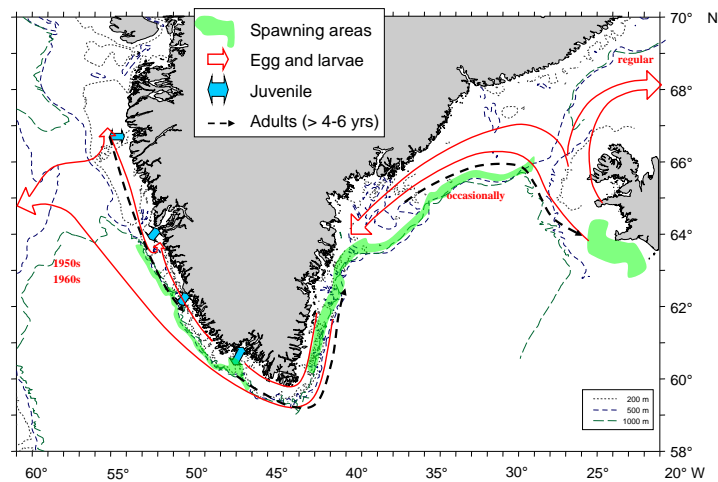 Spawning areas
Egg and larvae
Juvenile
Adults (> 4-6 yrs)
70° N
regular
68°
66°
occasionally
64°
1950s
1960s
62°
60°
200 m
500 m
1000 m
58°
60° 55° 50° 45° 40° 35° 30° 25° 20° W